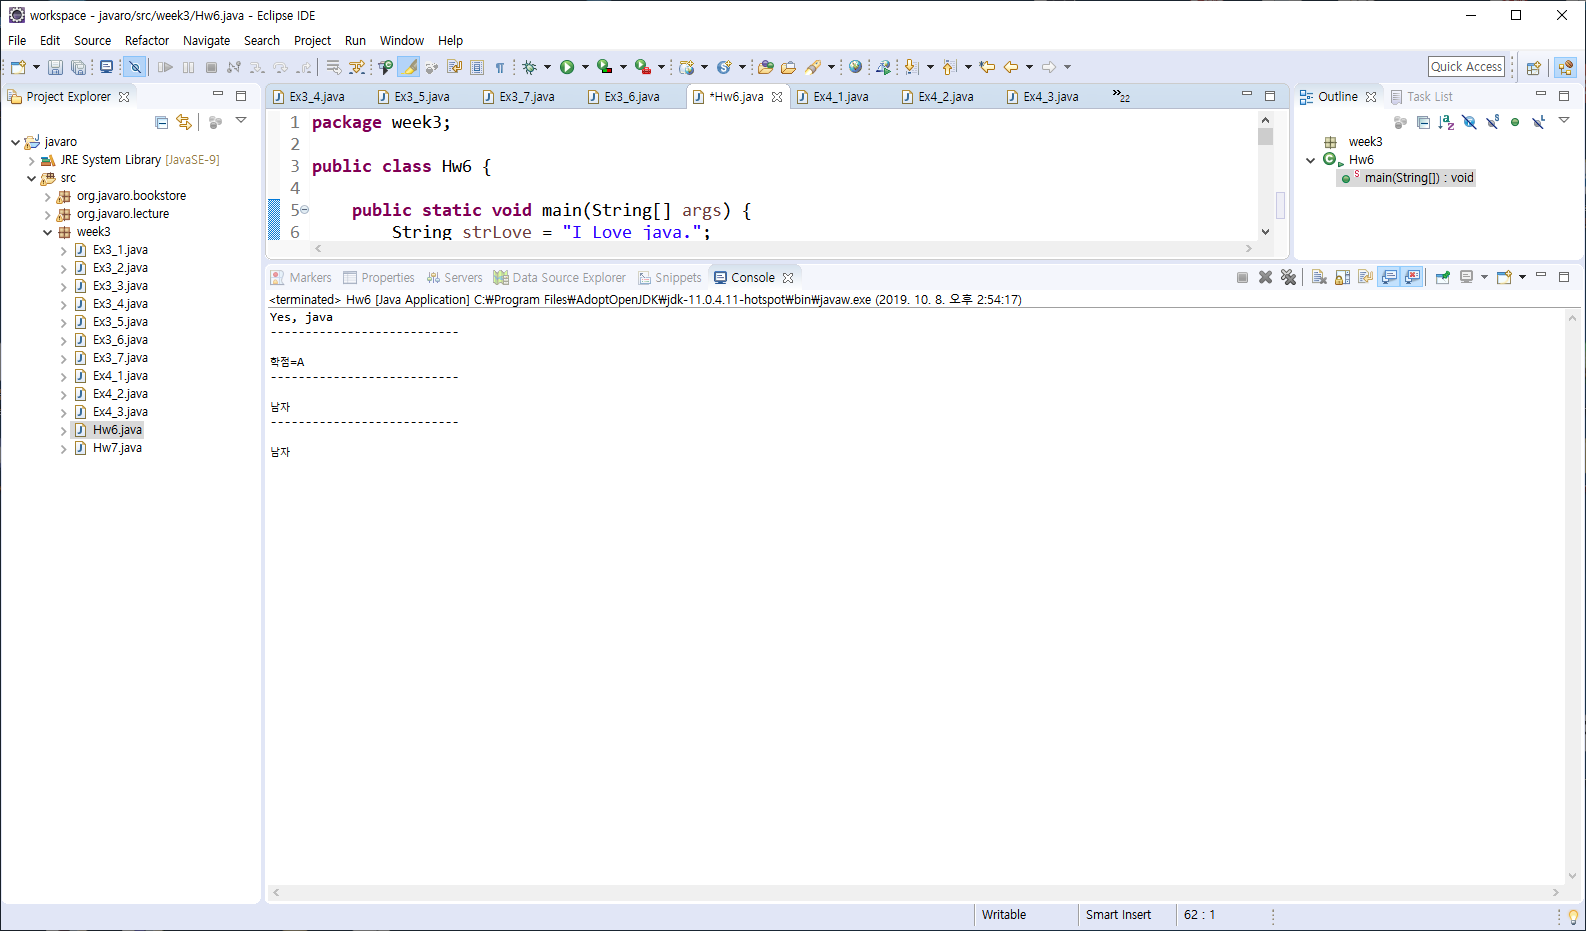 workspace - javaro/src/week3/Hw6.java - Eclipse IDE
File Edit Source Refactor Navigate Search Project Run Window Help
Quick Access
Project Explorer
javaro
JRE System Library [JavaSE-9]
src
org.javaro.bookstore
org.javaro.lecture
week3
Ex3_1.java
Ex3_2.java
Ex3_3.java
Ex3_4.java
Ex3_5.java
Ex3_6.java
Ex3_7.java
Ex4_1.java
Ex4_2.java
Ex4_3.java
Hw6.java
Hw7.java
Ex3_4.java Ex3_5.java Ex3_7.java Ex3_6.java *Hw6.java Ex4_1.java Ex4_2.java Ex4_3.java »22
1 package week3;
2
3 public class Hw6 {
4
5 public static void main(String[] args) {
6 String strLove = "I Love java.";
Outline Task List
week3
Hw6
main(String[]) : void
Markers Properties Servers Data Source Explorer Snippets Console
<terminated> Hw6 [Java Application] C:₩Program Files₩AdoptOpenJDK₩jdk-11.0.4.11-hotspot₩bin₩javaw.exe (2019. 10. 8. 오후 2:54:17)
Yes, java
---------------------------
학점=A
---------------------------
남자
---------------------------
남자
Writable Smart Insert 62 : 1